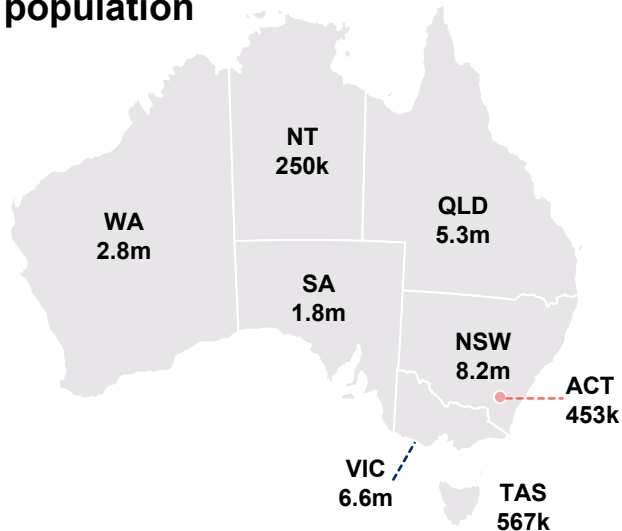 population
NT
250k
QLD
5.3m
WA
2.8m
SA
1.8m
NSW
8.2m
ACT
453k
VIC
6.6m
TAS
567k